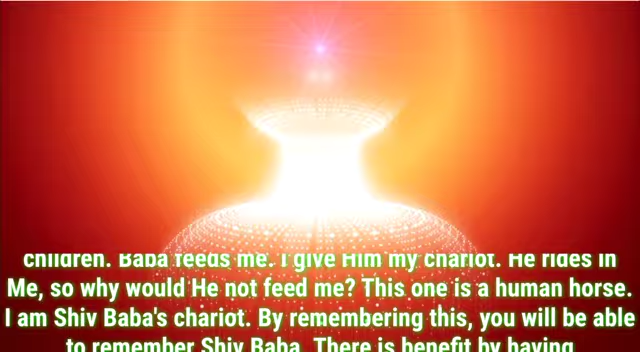 children. Baba feeds me. I give Him my chariot. He rides in
Me, so why would He not feed me? This one is a human horse.
I am Shiv Baba's chariot. By remembering this, you will be able
to remember Shiv Baba. There is benefit by having